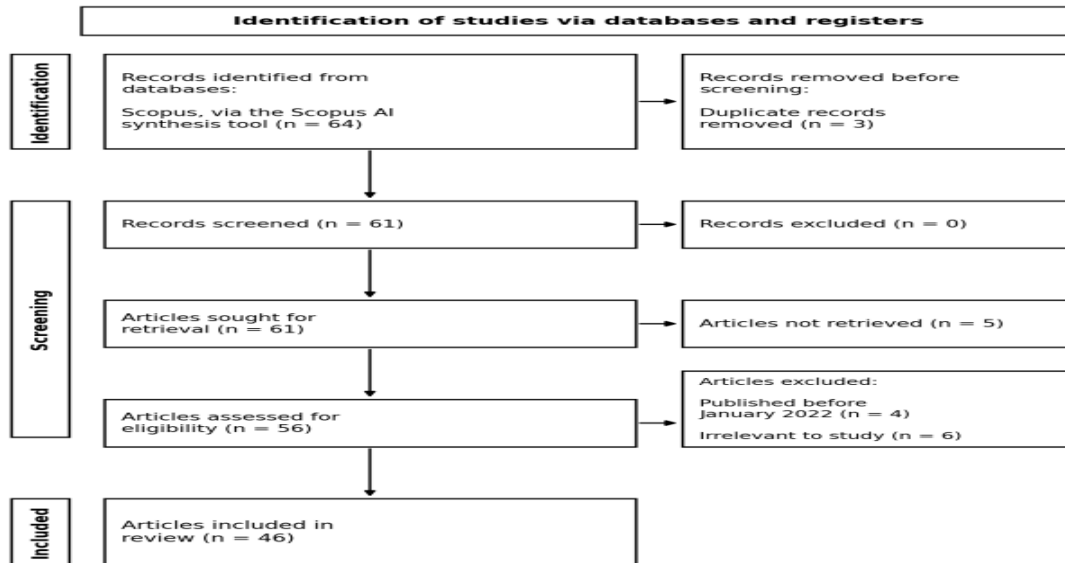 Identification of studies via databases and registers
Identification
Records identified from
databases:
Scopus, via the Scopus AI
synthesis tool (n = 64)
Records removed before
screening:
Duplicate records
removed (n = 3)
Screening
Records screened (n = 61)
Records excluded (n = 0)
Articles sought for
retrieval (n = 61)
Articles not retrieved (n = 5)
Articles assessed for
eligibility (n = 56)
Articles excluded:
Published before
January 2022 (n = 4)
Irrelevant to study (n = 6)
Included
Articles included in
review (n = 46)